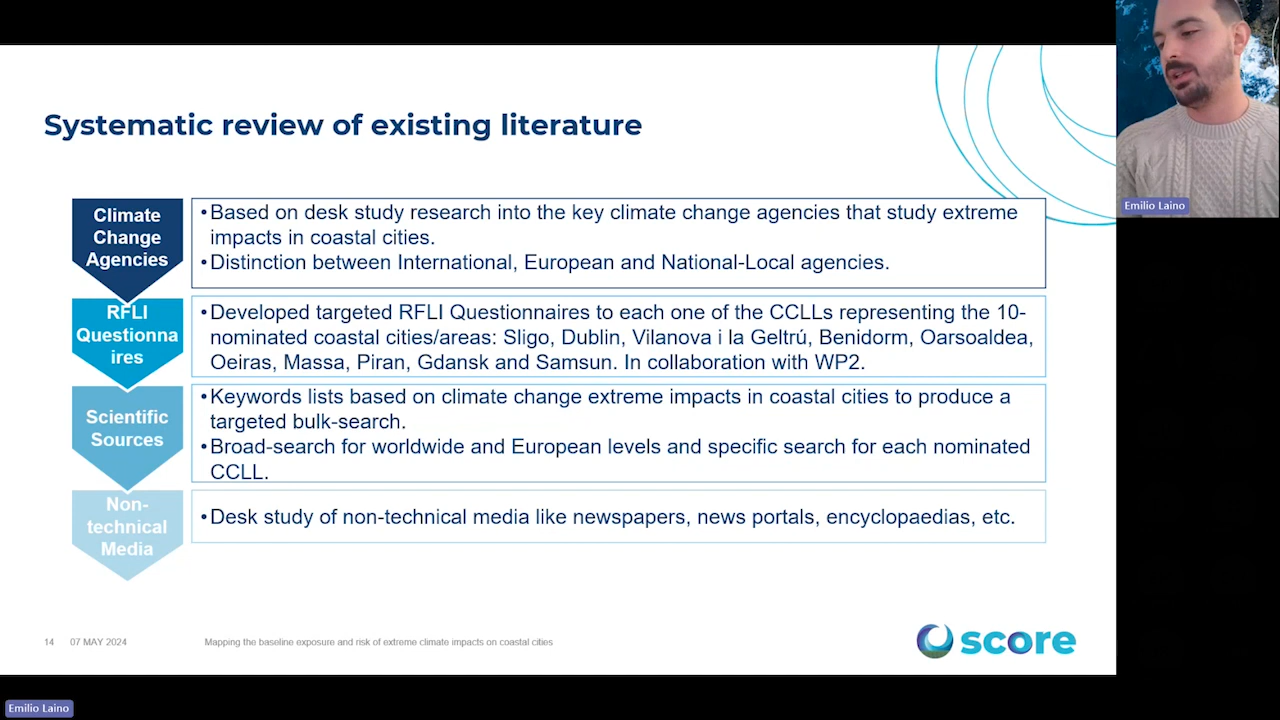 Systematic review of existing literature
Climate
Change
Agencies
•Based on desk study research into the key climate change agencies that study extreme
impacts in coastal cities.
•Distinction between International, European and National-Local agencies.
RFLI
Questionna
ires
•Developed targeted RFLI Questionnaires to each one of the CCLLs representing the 10-
nominated coastal cities/areas: Sligo, Dublin, Vilanova i la Geltrú, Benidorm, Oarsoaldea,
Oeiras, Massa, Piran, Gdansk and Samsun. In collaboration with WP2.
Scientific
Sources
•Keywords lists based on climate change extreme impacts in coastal cities to produce a
targeted bulk-search.
•Broad-search for worldwide and European levels and specific search for each nominated
CCLL.
Non-
technical
Media
•Desk study of non-technical media like newspapers, news portals, encyclopaedias, etc.
14 07 MAY 2024 Mapping the baseline exposure and risk of extreme climate impacts on coastal cities
score
Emilio Laino
Emilio Laino